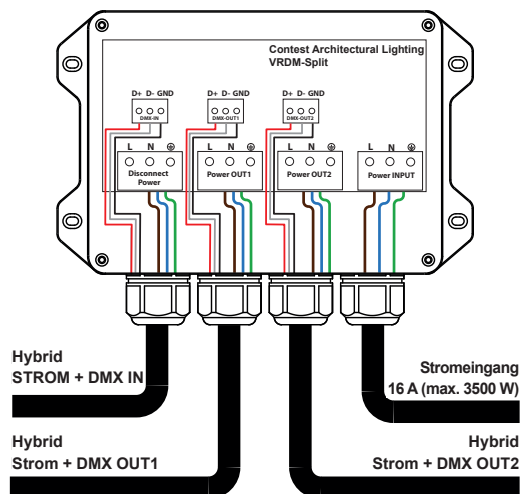 Contest Architectural Lighting
VRDM-Split
D+ D- GND
D+ D- GND
D+ D- GND
DMX-IN
DMX-OUT1
DMX-OUT2
L N ⏚
L N ⏚
L N ⏚
L N ⏚
Disconnect
Power
Power OUT1
Power OUT2
Power INPUT
Hybrid
STROM + DMX IN
Stromeingang
16 A (max. 3500 W)
Hybrid
Strom + DMX OUT1
Hybrid
Strom + DMX OUT2